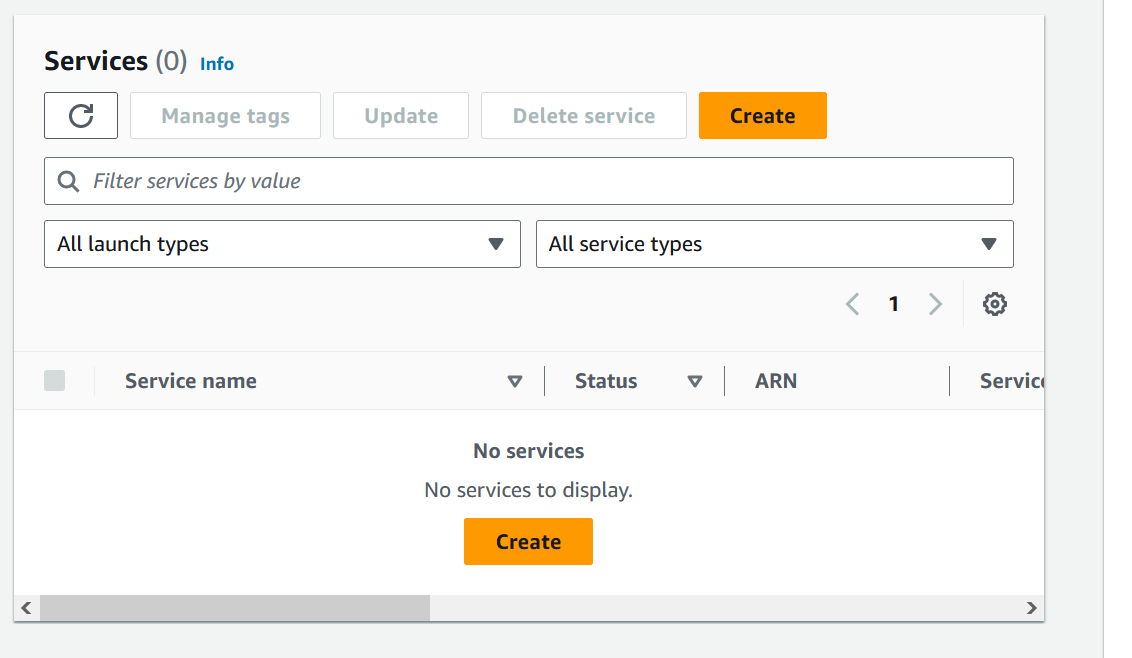 Services (0) Info
Manage tags Update Delete service Create
Filter services by value
All launch types All service types
1
Service name Status ARN Servic
No services
No services to display.
Create